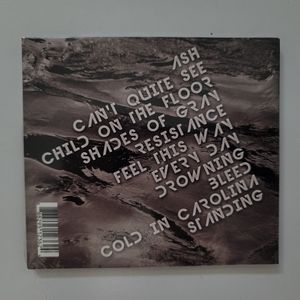 ASH
CAN'T QUITE SEE
CHILD ON THE FLOOR
SHADES OF GRAY
RESISTANCE
FEEL THIS WAY
EVERY DAY
DROWNING
BLEED
COLD IN CAROLINA
STANDING